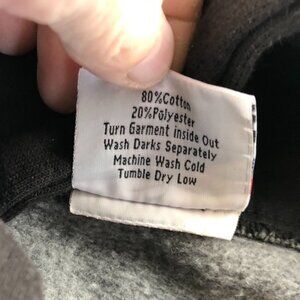 80%Cotton
20%Polyester
Turn Garment inside Out
Wash Darks Separately
Machine Wash Cold
Tumble Dry Low